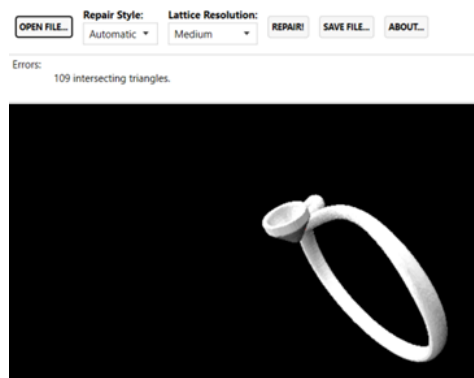 Repair Style: Lattice Resolution:
OPEN FILE... Automatic Medium REPAIR! SAVE FILE... ABOUT...
Errors:
109 intersecting triangles.